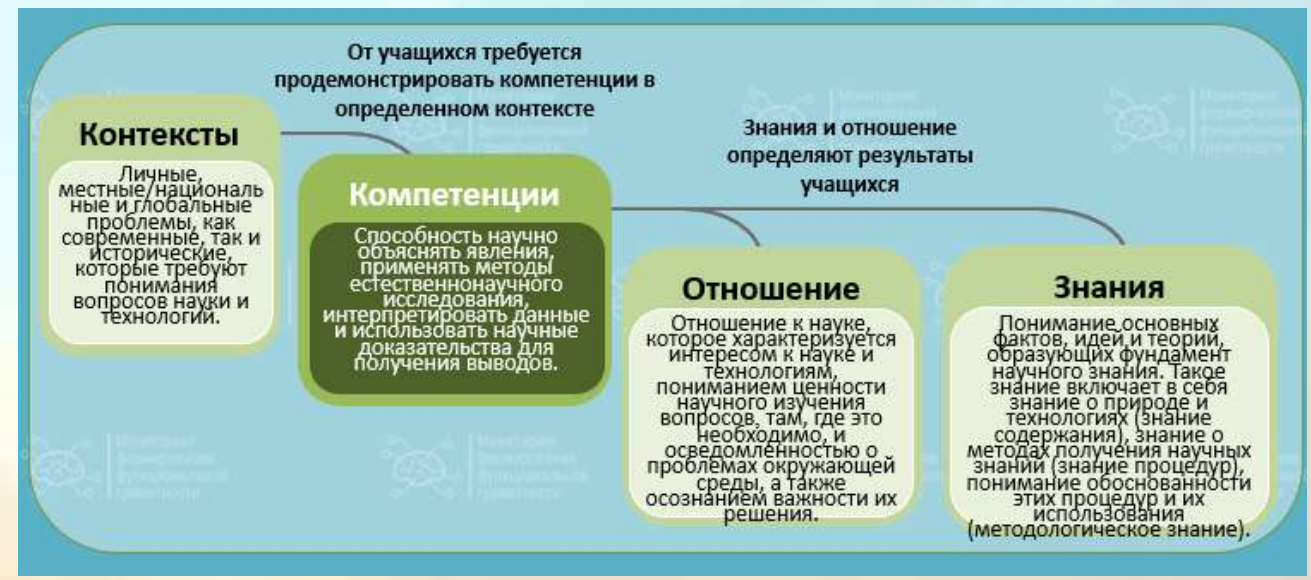 От учащихся требуется
продемонстрировать компетенции в
определенном контексте
Контексты
Личные,
местные/националь
ные и глобальные
проблемы, как
современные, так и
исторические,
которые требуют
понимания
вопросов науки и
технологий.
Компетенции
Способность научно
объяснять явления,
применять методы
естественнонаучного
исследования,
интерпретировать данные
и использовать научные
доказательства для
получения выводов.
Знания и отношение
определяют результаты
учащихся
Отношение
Отношение к науке,
которое характеризуется
интересом к науке и
технологиям,
пониманием ценности
научного изучения
вопросов, там, где это
необходимо, и
осведомленностью о
проблемах окружающей
среды, а также
осознанием важности их
решения.
Знания
Понимание основных
фактов, идей и теорий,
образующих фундамент
научного знания. Такое
знание включает в себя
знание о природе и
технологиях (знание
содержания), знание о
методах получения научных
знаний (знание процедур),
понимание обоснованности
этих процедур и их
использования
(методологическое знание).